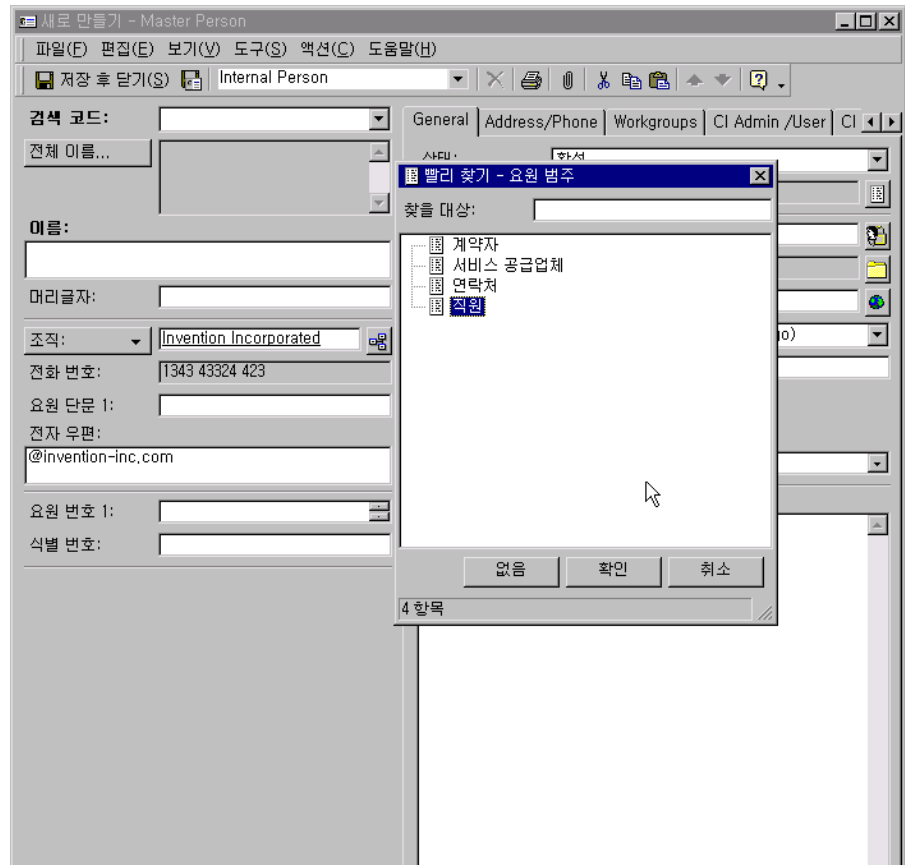 새로 만들기 - Master Person
파일(F) 편집(E) 보기(V) 도구(S) 액션(C) 도움말(H)
저장 후 닫기(S) Internal Person
검색 코드:
전체 이름...
이름:
머리글자:
조직: Invention Incorporated
전화 번호: 1343 43324 423
요원 단문 1:
전자 우편:
@invention-inc.com
요원 번호 1:
식별 번호:
General Address/Phone Workgroups CI Admin /User CI
빨리 찾기 - 요원 범주
찾을 대상:
계약자
서비스 공급업체
연락처
직원
없음 확인 취소
4 항목